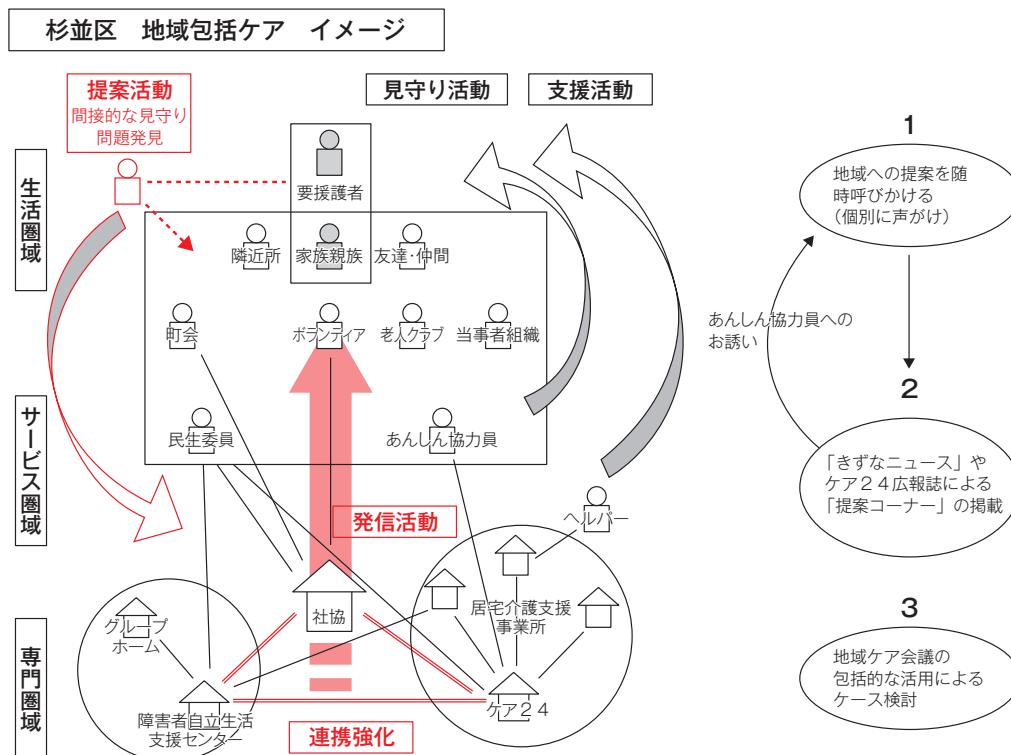 杉並区　地域包括ケア　イメージ
提案活動
間接的な見守り
問題発見
見守り活動
支援活動
生活圏域
サービス圏域
専門圏域
要援護者
隣近所
家族親族
友達・仲間
町会
ボランティア
老人クラブ
当事者組織
民生委員
あんしん協力員
発信活動
ヘルパー
社協
居宅介護支援
事業所
グループ
ホーム
障害者自立生活
支援センター
ケア２４
連携強化
1
地域への提案を随
時呼びかける
（個別に声がけ）
あんしん協力員への
お誘い
2
「きずなニュース」や
ケア２４広報誌による
「提案コーナー」の掲載
3
地域ケア会議の
包括的な活用による
ケース検討